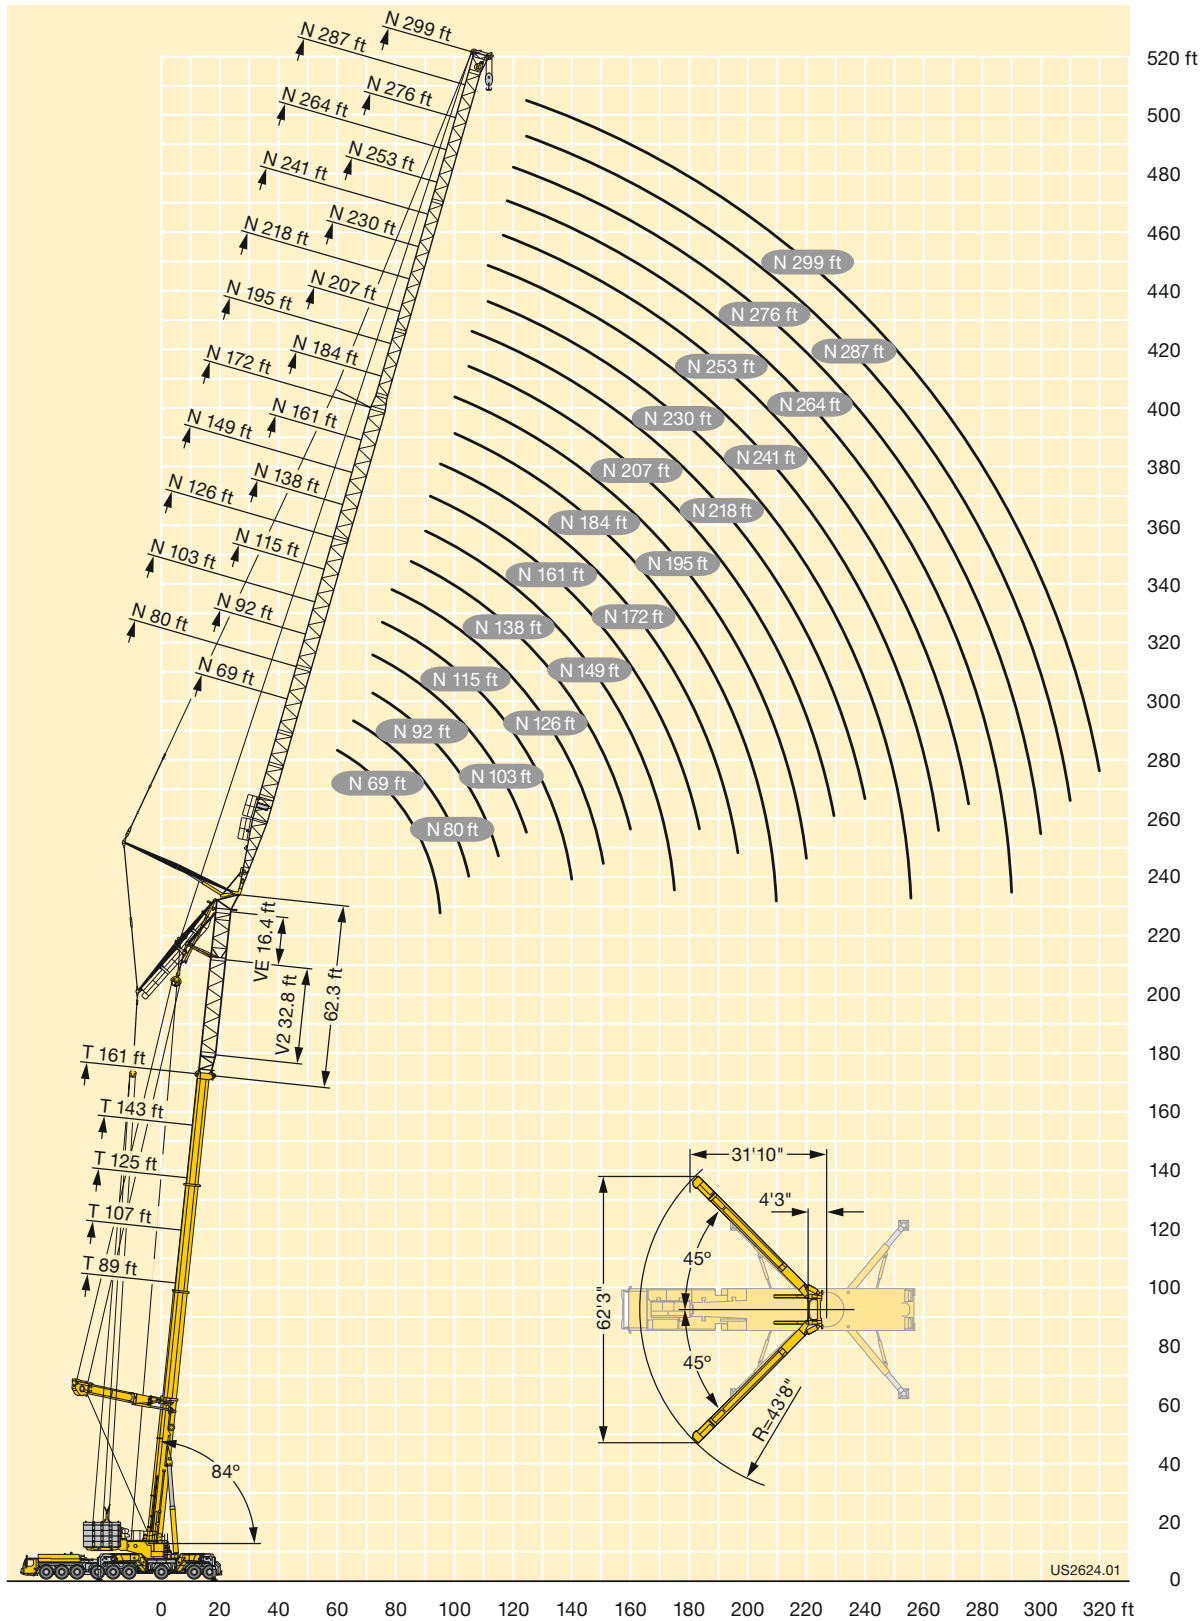 N 299 ft
N 287 ft
N 276 ft
N 264 ft
N 253 ft
N 241 ft
N 230 ft
N 218 ft
N 207 ft
N 195 ft
N 184 ft
N 172 ft
N 161 ft
N 149 ft
N 138 ft
N 126 ft
N 115 ft
N 103 ft
N 92 ft
N 80 ft
N 69 ft
N 299 ft
N 276 ft
N 287 ft
N 253 ft
N 264 ft
N 230 ft
N 241 ft
N 207 ft
N 218 ft
N 184 ft
N 195 ft
N 161 ft
N 172 ft
N 138 ft
N 149 ft
N 115 ft
N 126 ft
N 92 ft
N 103 ft
N 69 ft
N 80 ft
VE 16.4 ft
V2 32.8 ft
62.3 ft
T 161 ft
T 143 ft
T 125 ft
T 107 ft
T 89 ft
84°
31'10"
4'3"
45°
62'3"
45°
R=43'8"
520 ft
500
480
460
440
420
400
380
360
340
320
300
280
260
240
220
200
180
160
140
120
100
80
60
40
20
0
US2624.01
0 20 40 60 80 100 120 140 160 180 200 220 240 260 280 300 320 ft